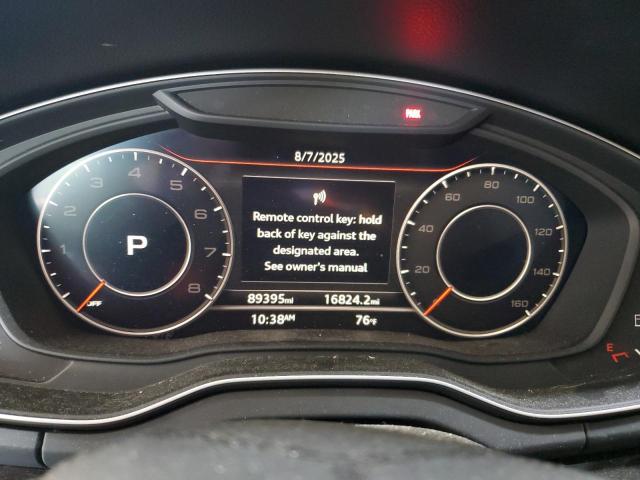 PARK
8/7/2025
Remote control key: hold
back of key against the
designated area.
See owner's manual
1 2 3 4 5 6 7 8
OFF
P
20 40 60 80 100 120 140 160
89395mi 16824.2mi
10:38AM 76°F
E
E